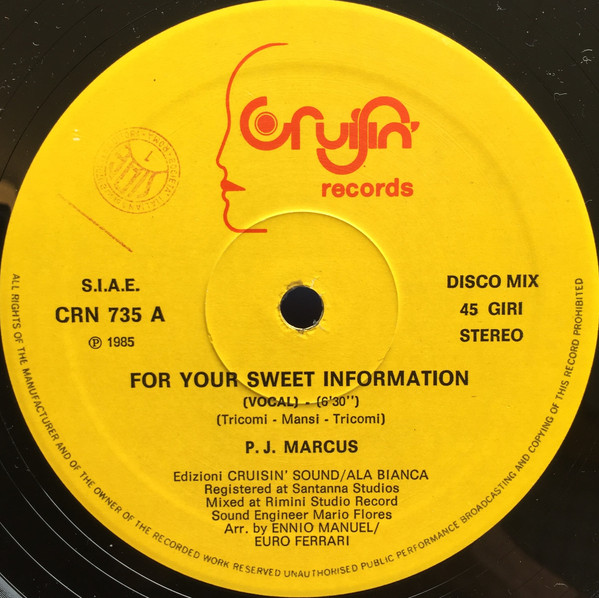 Cruisin'
records
S.I.A.E.
CRN 735 A
℗ 1985
DISCO MIX
45 GIRI
STEREO
FOR YOUR SWEET INFORMATION
(VOCAL) - (6'30'')
(Tricomi - Mansi - Tricomi)
P. J. MARCUS
Edizioni CRUISIN' SOUND/ALA BIANCA
Registered at Santanna Studios
Mixed at Rimini Studio Record
Sound Engineer Mario Flores
Arr. by ENNIO MANUEL/
EURO FERRARI
ALL RIGHTS OF THE MANUFACTURER AND OF THE OWNER OF THE RECORDED WORK RESERVED UNAUTHORISED PUBLIC PERFORMANCE BROADCASTING AND COPYING OF THIS RECORD PROHIBITED